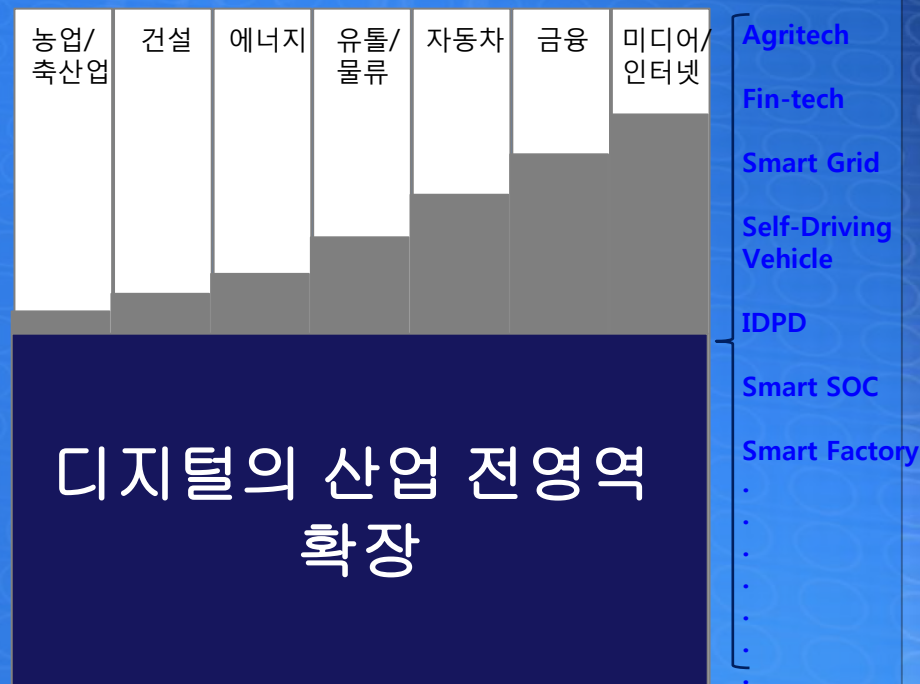 농업/
축산업
건설
에너지
유톨/
물류
자동차
금융
미디어/
인터넷
디지털의 산업 전영역
확장
Agritech
Fin-tech
Smart Grid
Self-Driving
Vehicle
IDPD
Smart SOC
Smart Factory
.
.
.
.
.
.
.